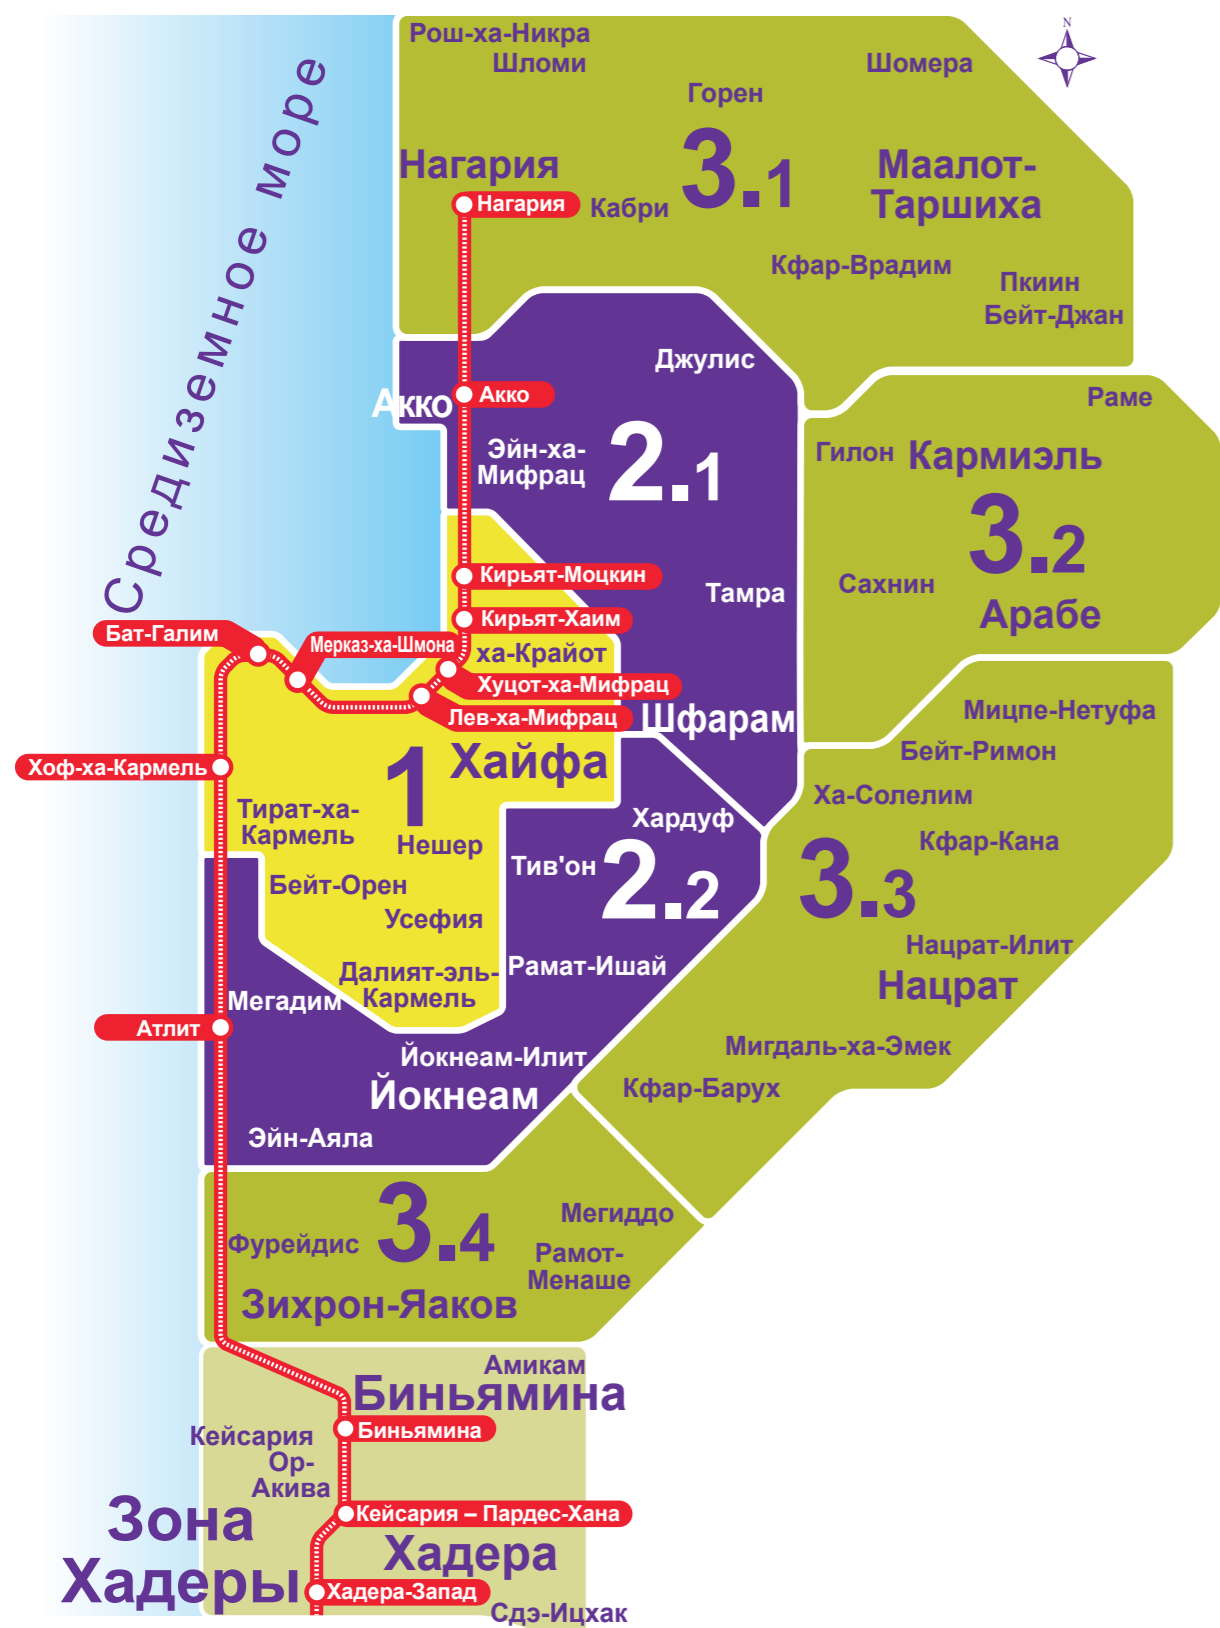 N
Рош-ха-Никра
Шломи
Шомера
Горен
3.1
Нагария
Маалот-
Таршиха
Нагария
Кабри
Кфар-Врадим
Пкиин
Бейт-Джан
Средиземное море
Джулис
Акко
Акко
Эйн-ха-
Мифрац
2.1
Раме
Гилон
Кармиэль
3.2
Сахнин
Арабе
Кирьят-Моцкин
Тамра
Кирьят-Хаим
Бат-Галим
Мерказ-ха-Шмона
ха-Крайот
Хуцот-ха-Мифрац
Лев-ха-Мифрац
Шфарам
Мицпе-Нетуфа
Бейт-Римон
Хоф-ха-Кармель
1
Хайфа
Ха-Солелим
Тират-ха-
Кармель
Нешер
Хардуф
Тив'он
2.2
Кфар-Кана
3.3
Бейт-Орен
Усефия
Нацрат-Илит
Нацрат
Далият-эль-
Кармель
Рамат-Ишай
Мегадим
Атлит
Йокнеам-Илит
Йокнеам
Мигдаль-ха-Эмек
Кфар-Барух
Эйн-Аяла
3.4
Мегиддо
Фурейдис
Рамот-
Менаше
Зихрон-Яаков
Амикам
Биньямина
Биньямина
Кейсария
Ор-
Акива
Кейсария – Пардес-Хана
Зона
Хадеры
Хадера
Хадера-Запад
Сдэ-Ицхак